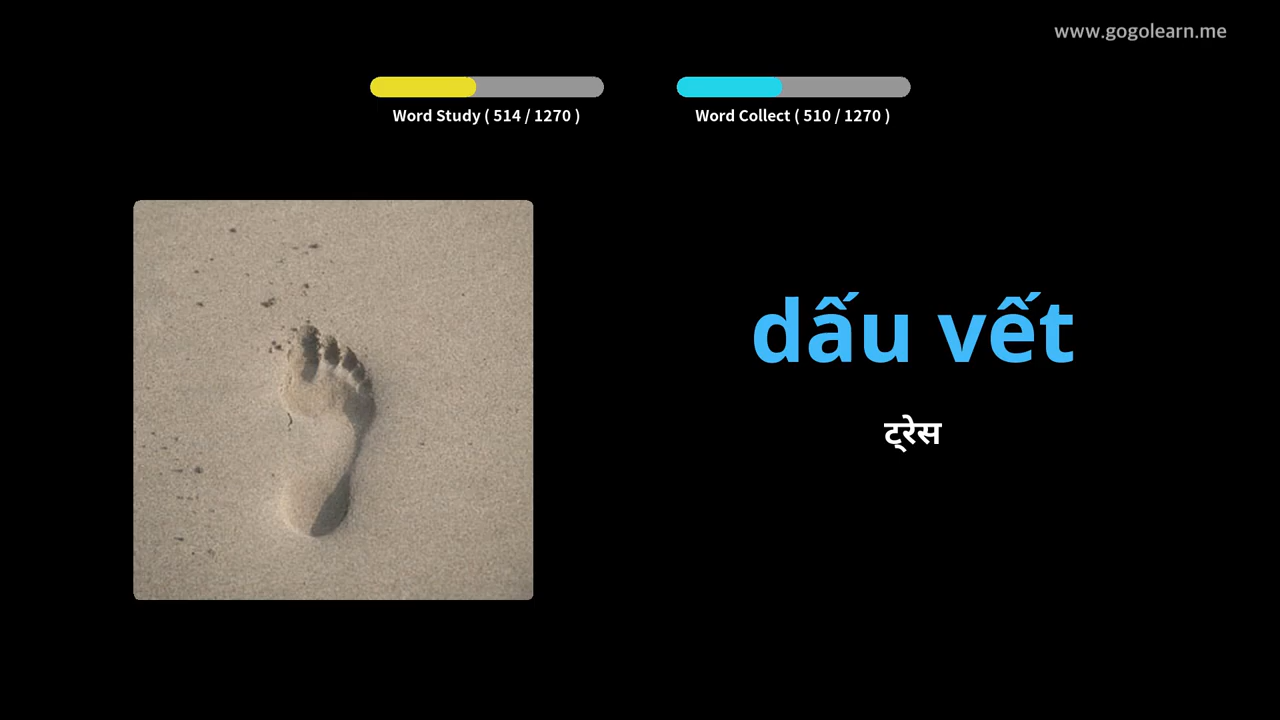 www.gogolearn.me
Word Study ( 514 / 1270 )
Word Collect ( 510 / 1270 )
dấu vết
ट्रेस